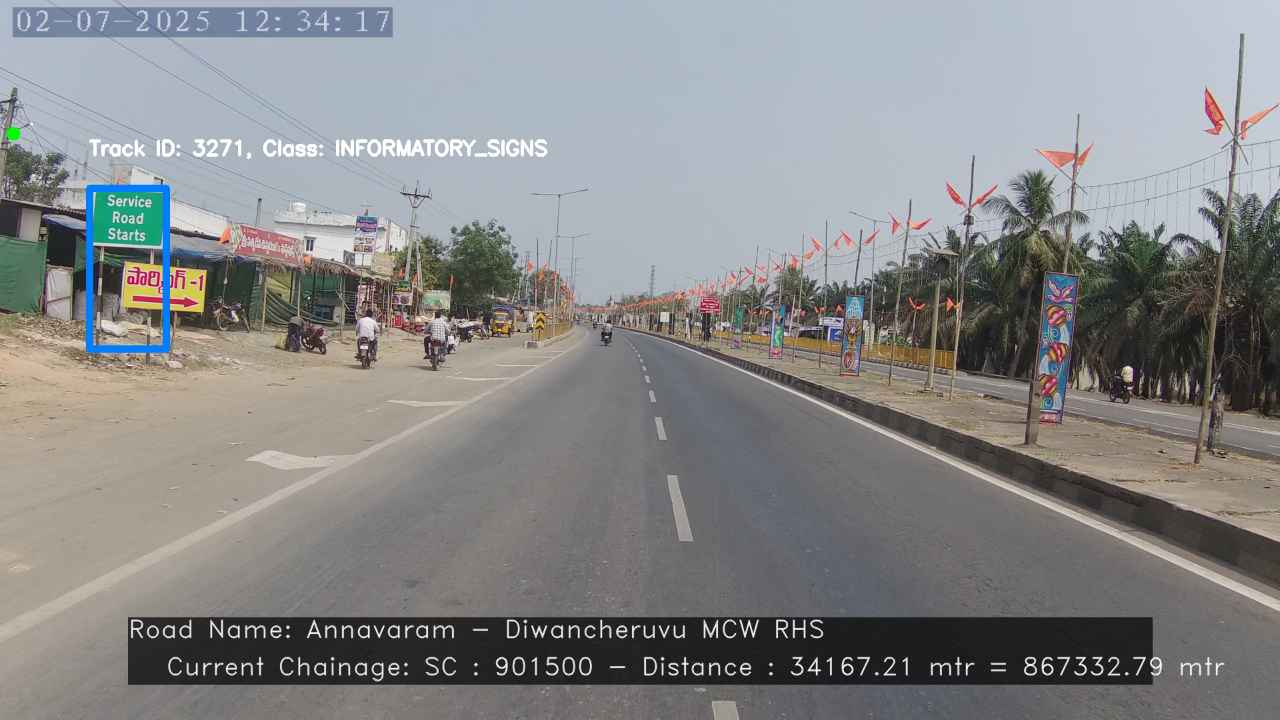 02-07-2025 12:34:17
Track ID: 3271, Class: INFORMATORY_SIGNS
Service
Road
Starts
పార్కింగ్ -1
Road Name: Annavaram - Diwancheruvu MCW RHS
Current Chainage: SC : 901500 - Distance : 34167.21 mtr = 867332.79 mtr